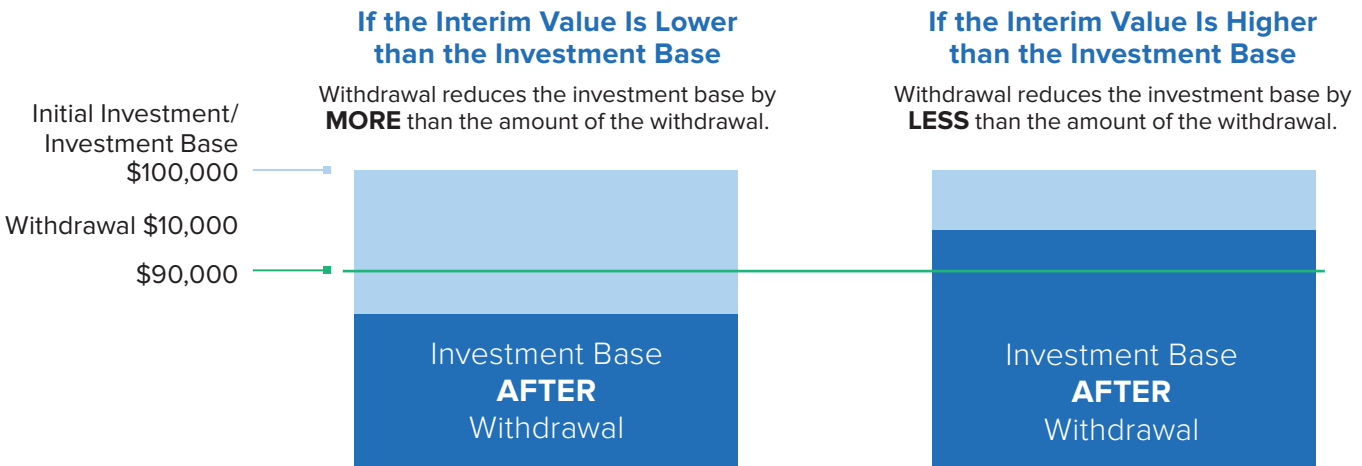 If the Interim Value Is Lower
than the Investment Base
Withdrawal reduces the investment base by
MORE than the amount of the withdrawal.
If the Interim Value Is Higher
than the Investment Base
Withdrawal reduces the investment base by
LESS than the amount of the withdrawal.
Initial Investment/
Investment Base
$100,000
Withdrawal $10,000
$90,000
Investment Base
AFTER
Withdrawal
Investment Base
AFTER
Withdrawal